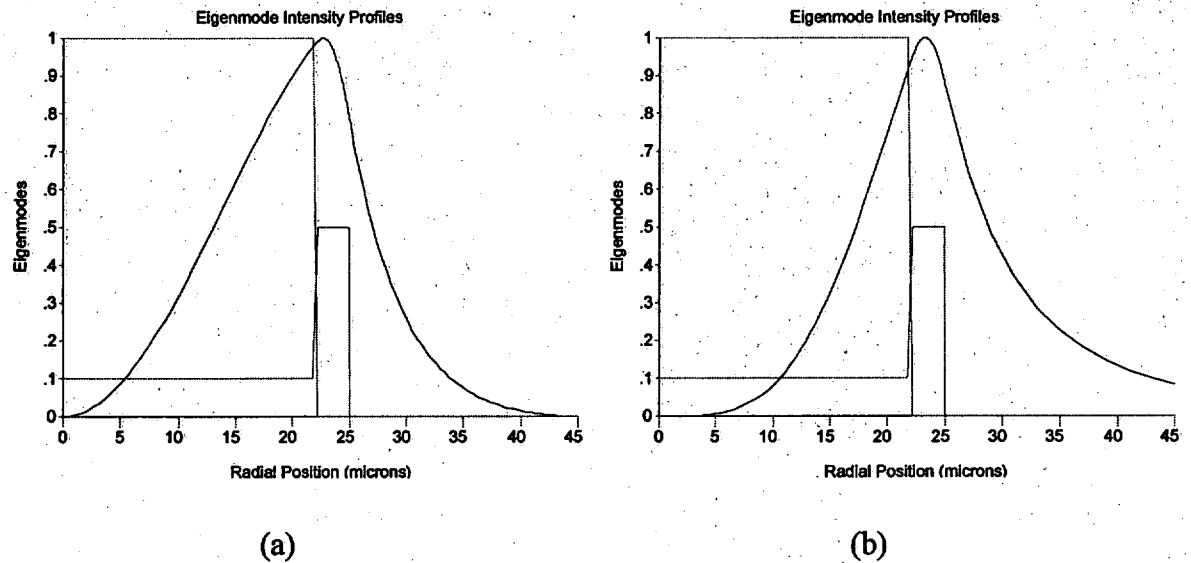 Eigenmode Intensity Profiles
Eigenmodes
1
.9
.8
.7
.6
.5
.4
.3
.2
.1
0
0 5 10 15 20 25 30 35 40 45
Radial Position (microns)
(a)
Eigenmode Intensity Profiles
Eigenmodes
1
.9
.8
.7
.6
.5
.4
.3
.2
.1
0
0 5 10 15 20 25 30 35 40 45
Radial Position (microns)
(b)